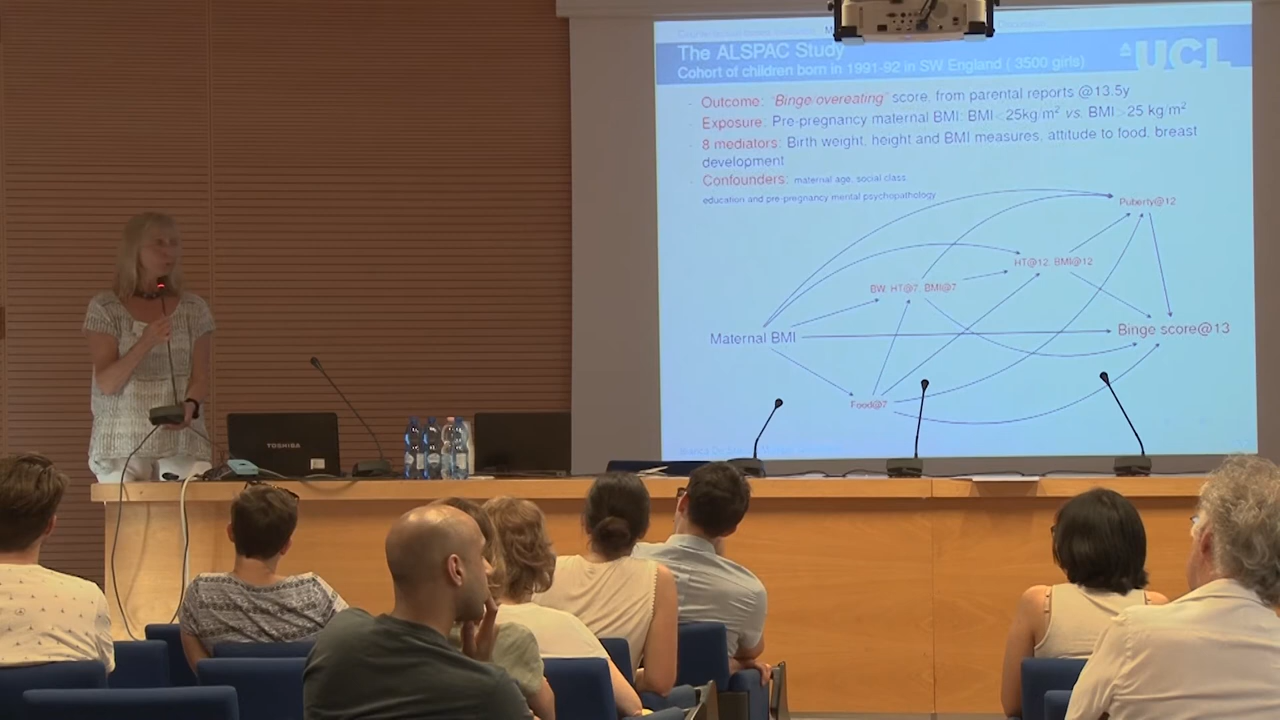 The ALSPAC Study
Cohort of children born in 1991-92 in SW England ( 3500 girls)
UCL
- Outcome: "Binge/overeating" score, from parental reports @13.5y
- Exposure: Pre-pregnancy maternal BMI: BMI<25kg/m² vs. BMI>25 kg/m²
- 8 mediators: Birth weight, height and BMI measures, attitude to food, breast
development
- Confounders: maternal age, social class,
education and pre-pregnancy mental psychopathology
Puberty@12
HT@12, BMI@12
BW, HT@7, BMI@7
Maternal BMI
Binge score@13
Food@7
TOSHIBA